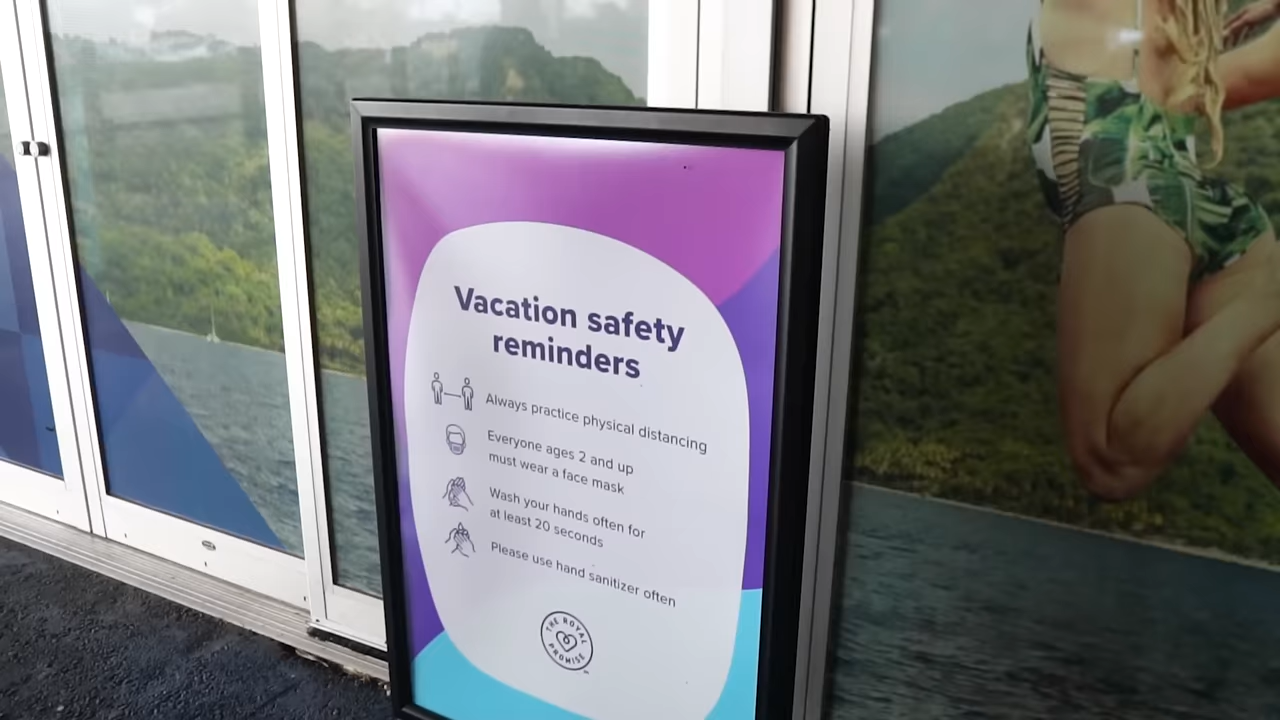 Vacation safety
reminders
Always practice physical distancing
Everyone ages 2 and up
must wear a face mask
Wash your hands often for
at least 20 seconds
Please use hand sanitizer often
THE ROYAL
PROMISE